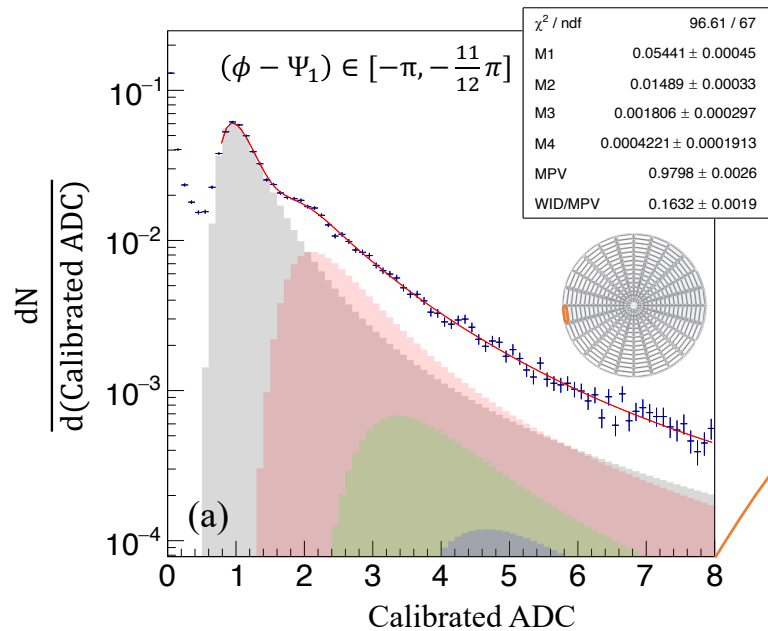 χ² / ndf 96.61 / 67
M1 0.05441 ± 0.00045
M2 0.01489 ± 0.00033
M3 0.001806 ± 0.000297
M4 0.0004221 ± 0.0001913
MPV 0.9798 ± 0.0026
WID/MPV 0.1632 ± 0.0019
(ϕ − Ψ₁) ∈ [−π, −11/12 π]
dN
d(Calibrated ADC)
10⁻¹
10⁻²
10⁻³
10⁻⁴
(a)
0 1 2 3 4 5 6 7 8
Calibrated ADC